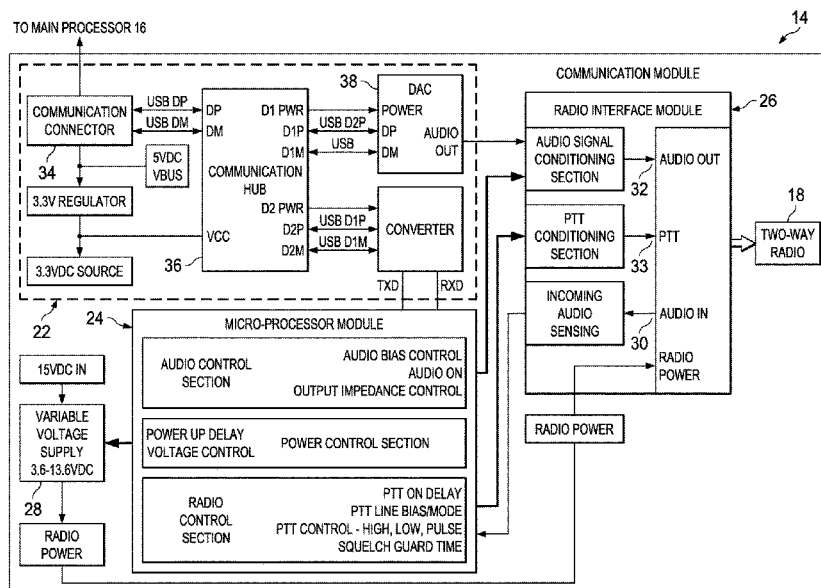 TO MAIN PROCESSOR 16
14
COMMUNICATION MODULE
38
DAC
POWER
DP
DM
AUDIO
OUT
COMMUNICATION
CONNECTOR
34
USB DP
USB DM
5VDC
VBUS
3.3V REGULATOR
3.3VDC SOURCE
22
DP
DM
D1 PWR
D1P
D1M
COMMUNICATION
HUB
D2 PWR
D2P
D2M
VCC
36
USB D2P
USB
USB D1P
USB D1M
CONVERTER
TXD
RXD
RADIO INTERFACE MODULE
26
AUDIO SIGNAL
CONDITIONING
SECTION
32
AUDIO OUT
PTT
CONDITIONING
SECTION
33
PTT
INCOMING
AUDIO
SENSING
30
AUDIO IN
RADIO
POWER
18
TWO-WAY
RADIO
24
MICRO-PROCESSOR MODULE
AUDIO CONTROL
SECTION
AUDIO BIAS CONTROL
AUDIO ON
OUTPUT IMPEDANCE CONTROL
POWER UP DELAY
VOLTAGE CONTROL
POWER CONTROL SECTION
RADIO
CONTROL
SECTION
PTT ON DELAY
PTT LINE BIAS/MODE
PTT CONTROL - HIGH, LOW, PULSE
SQUELCH GUARD TIME
15VDC IN
VARIABLE
VOLTAGE
SUPPLY
3.6-13.6VDC
28
RADIO
POWER
RADIO POWER